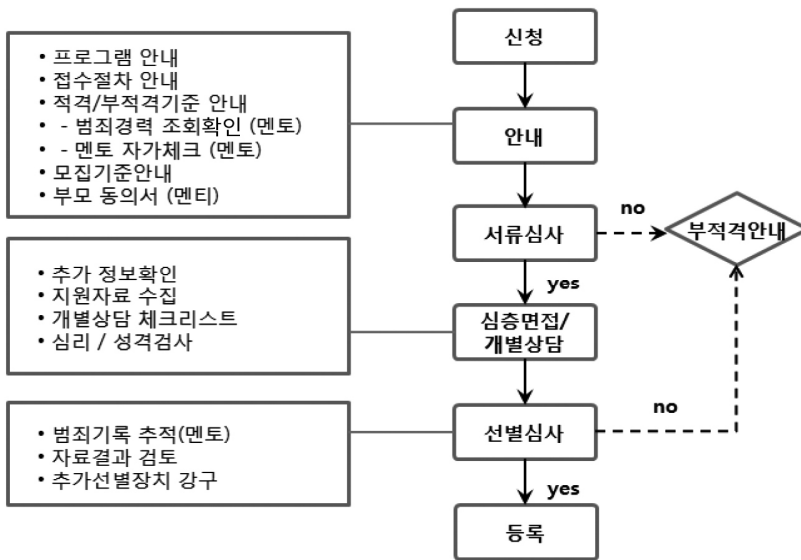 신청
• 프로그램 안내
• 접수절차 안내
• 적격/부적격기준 안내
- 범죄경력 조회확인 (멘토)
- 멘토 자가체크 (멘토)
• 모집기준안내
• 부모 동의서 (멘티)
안내
서류심사
no
부적격안내
yes
• 추가 정보확인
• 지원자료 수집
• 개별상담 체크리스트
• 심리 / 성격검사
심층면접/
개별상담
no
• 범죄기록 추적(멘토)
• 자료결과 검토
• 추가선별장치 강구
선별심사
yes
등록